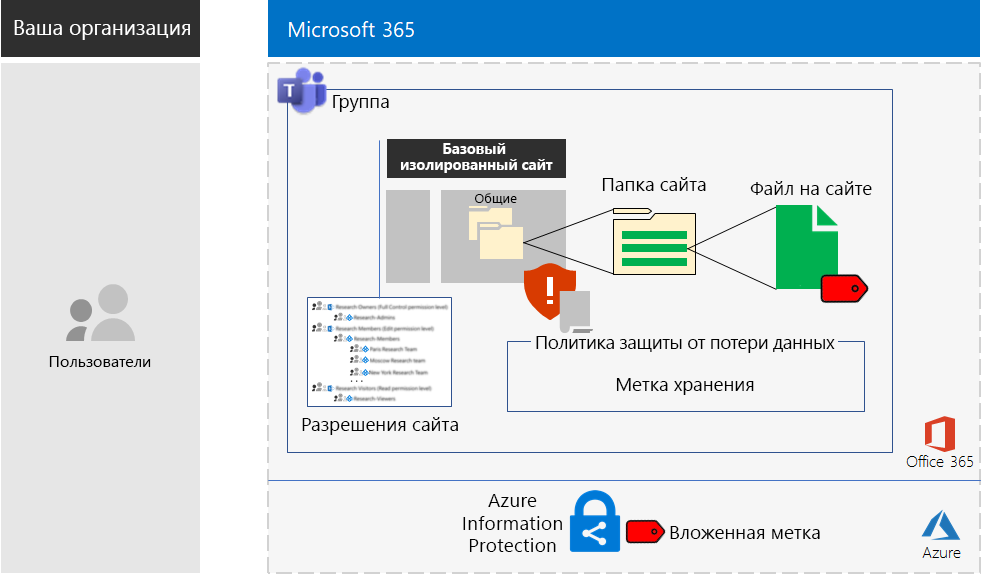 Ваша организация
Microsoft 365
Группа
Базовый
изолированный сайт
Общие
Папка сайта
Файл на сайте
Research Owners (Full Control permission level)
Research-Admins
Research Members (Edit permission level)
Research-Members
Paris Research Team
Moscow Research team
New York Research Team
...
Research Visitors (Read permission level)
Research-Viewers
Разрешения сайта
Политика защиты от потери данных
Метка хранения
Пользователи
Office 365
Azure
Information
Protection
Вложенная метка
Azure